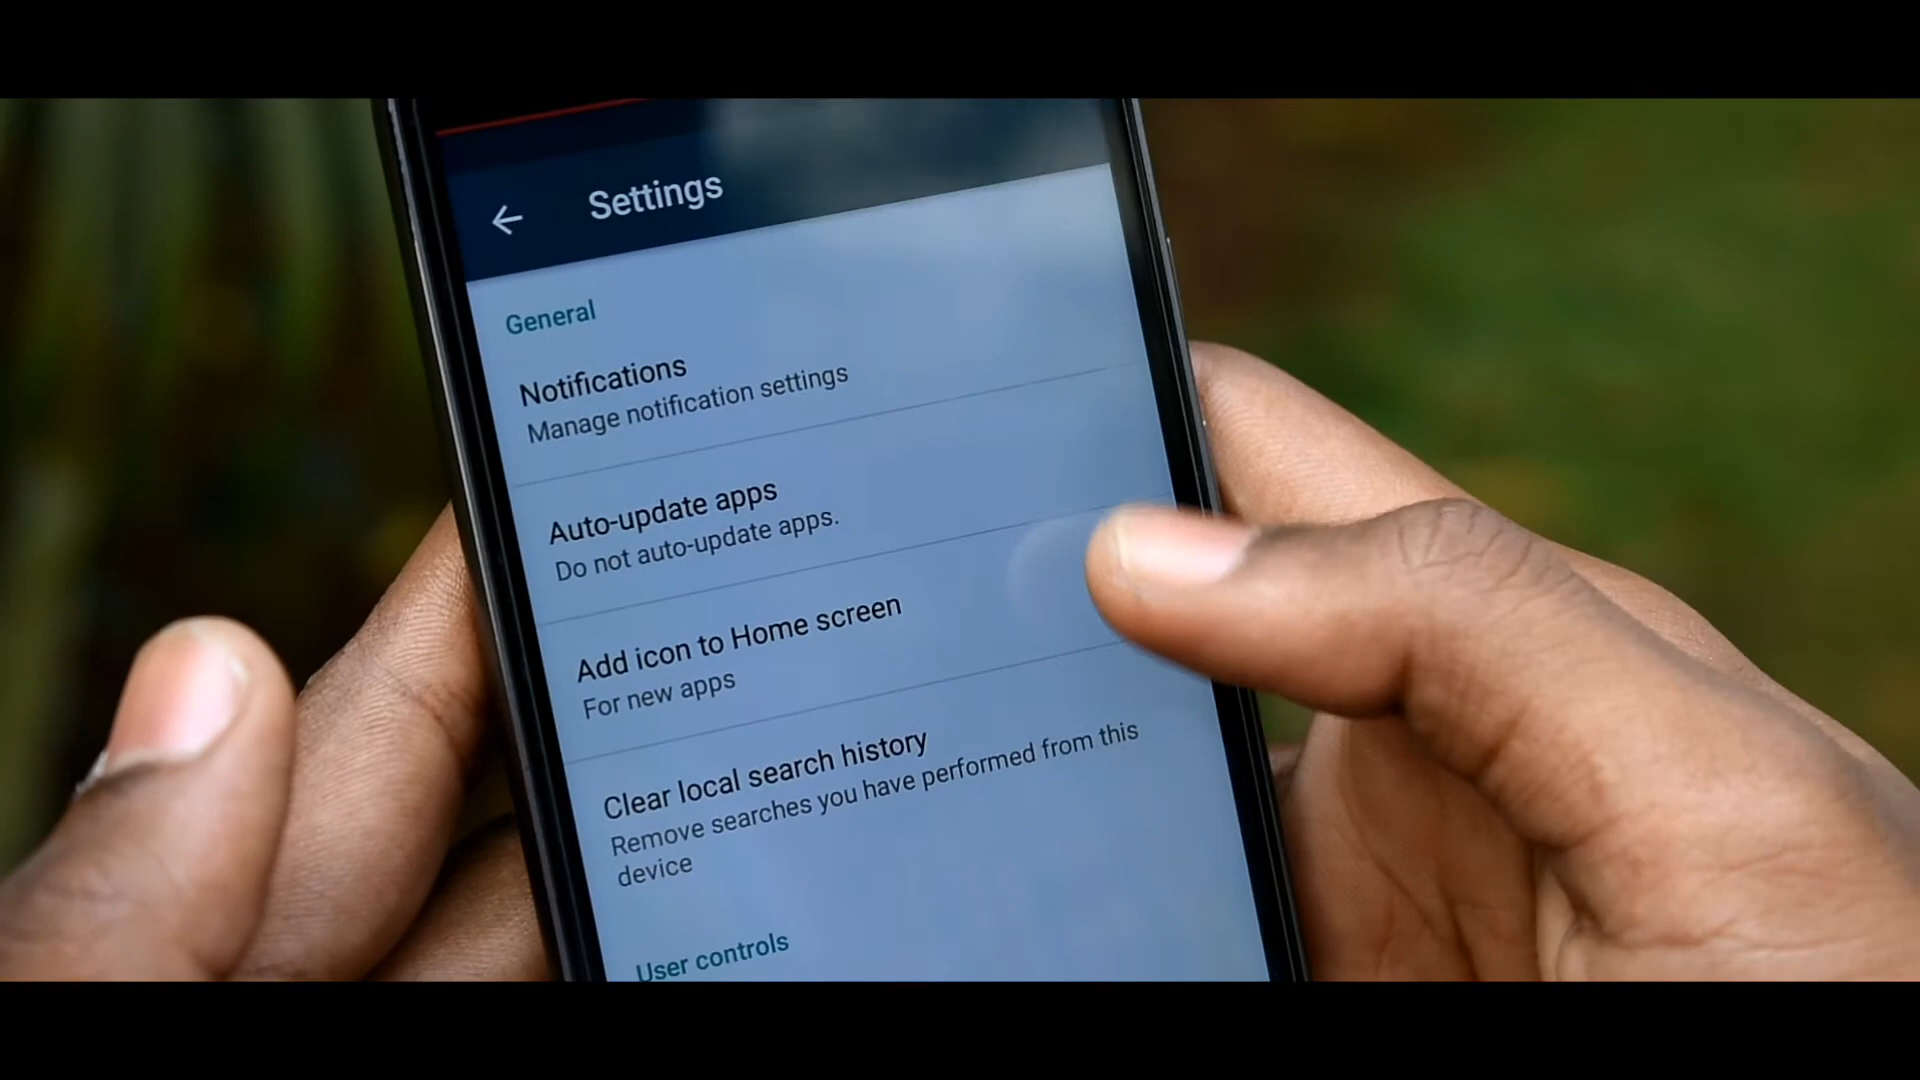 Settings
General
Notifications
Manage notification settings
Auto-update apps
Do not auto-update apps.
Add icon to Home screen
For new apps
Clear local search history
Remove searches you have performed from this
device
User controls